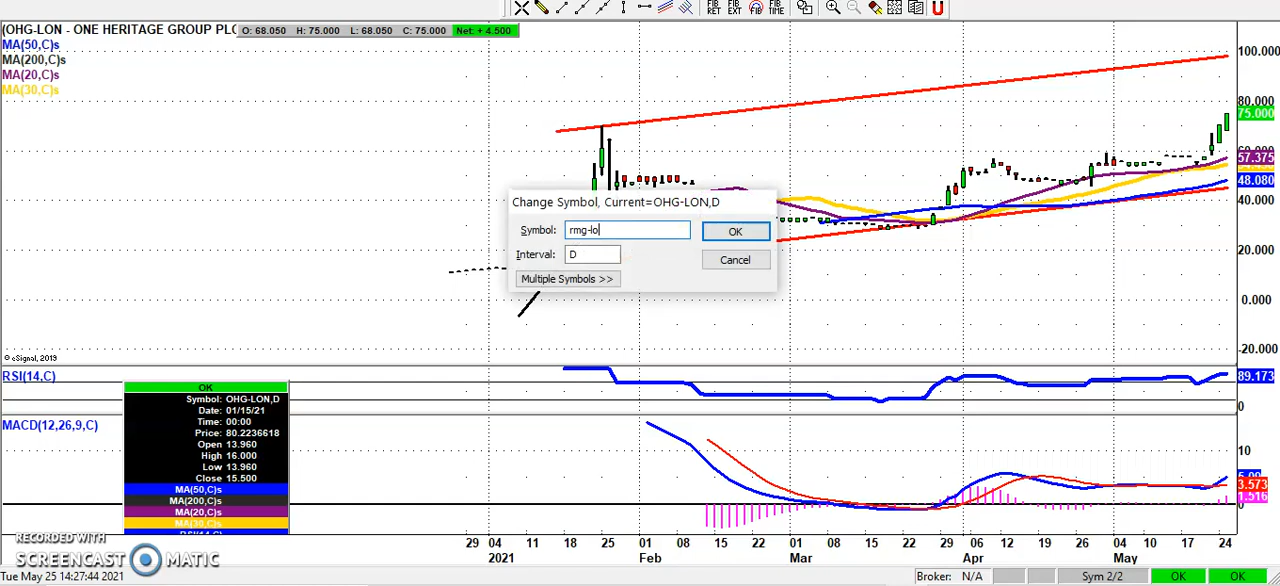 FIB RET FIB EXT FIB FIB TIME
(OHG-LON - ONE HERITAGE GROUP PLC O: 68.050 H: 75.000 L: 68.050 C: 75.000 Net: + 4.500
MA(50,C)s
MA(200,C)s
MA(20,C)s
MA(30,C)s
100.000
80.000
75.000
60.000
57.375
48.080
40.000
20.000
0.000
-20.000
Change Symbol, Current=OHG-LON,D
Symbol: rmg-lo OK
Interval: D Cancel
Multiple Symbols >>
© eSignal, 2019
RSI(14,C)
89.173
0
OK
Symbol: OHG-LON,D
Date: 01/15/21
Time: 00:00
Price: 80.2236618
Open 13.960
High 16.000
Low 13.960
Close 15.500
MA(50,C)s
MA(200,C)s
MA(20,C)s
MA(30,C)s
MACD(12,26,9,C)
10
3.573
1.516
0
RECORDED WITH
SCREENCAST MATIC
29 04 11 18 25 08 15 22 08 15 22 29 06 12 19 26 04 10 17 24
2021 Feb Mar Apr May
Tue May 25 14:27:44 2021 Broker: N/A Sym 2/2 OK OK